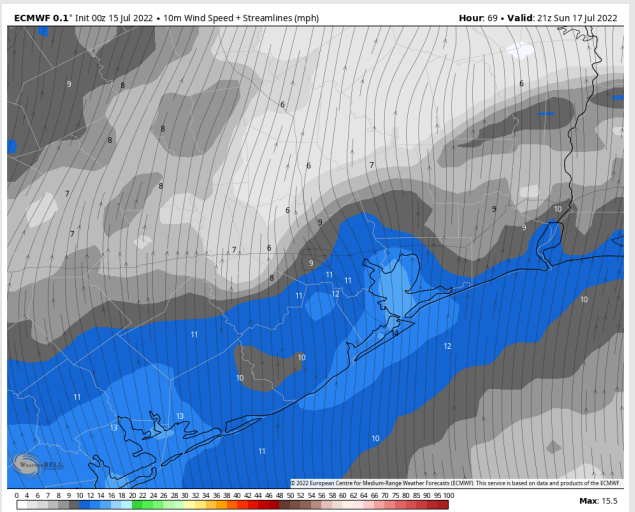 ECMWF 0.1° Init 00z 15 Jul 2022 • 10m Wind Speed + Streamlines (mph) Hour: 69 • Valid: 21z Sun 17 Jul 2022
9 8 6 6
8 8
6 7
7 8
6 9 9 10
7 9
7 6
9
8 11 11
11 12 10
11 14
10 12
10
11
13
13 10
11
WeatherBELL
© 2022 European Centre for Medium-Range Weather Forecasts (ECMWF). This service is based on data and products of the ECMWF
0 4 6 7 8 9 10 12 14 16 18 20 22 24 26 28 30 32 34 36 38 40 42 44 46 48 50 52 54 56 58 60 62 64 66 70 75 80 85 90 95 100
Max: 15.5